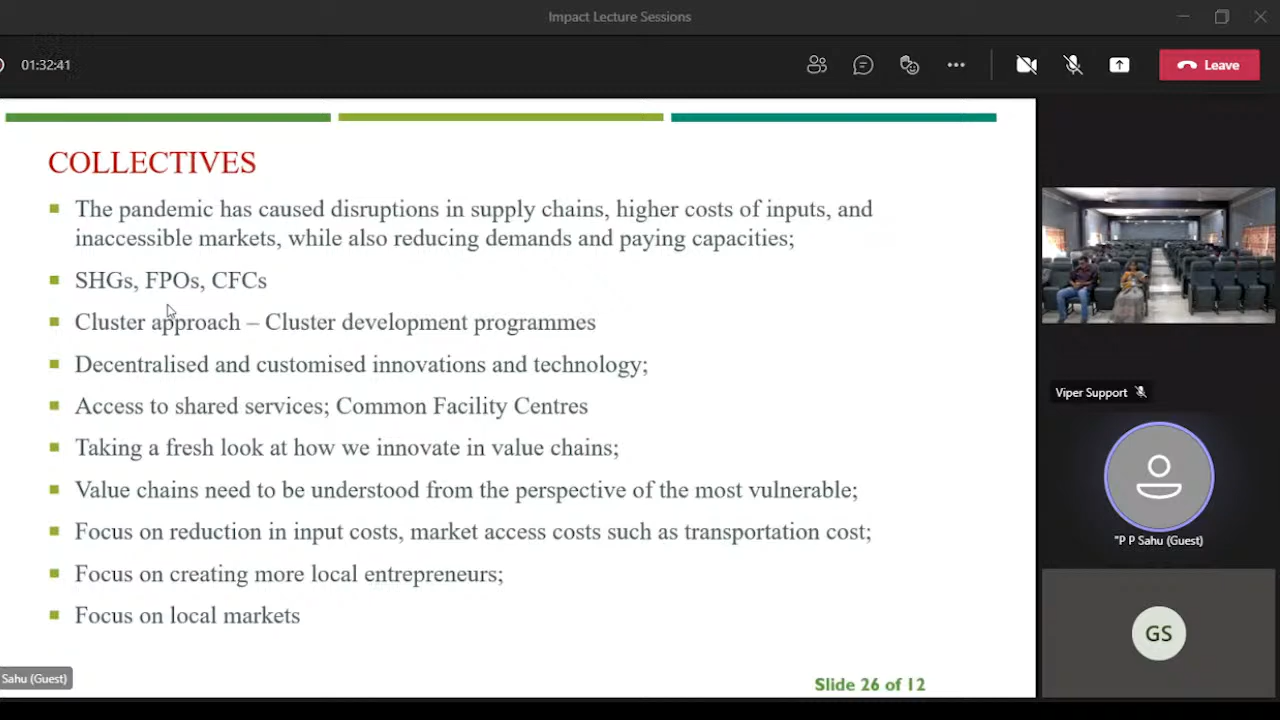 Impact Lecture Sessions
01:32:41
Leave
COLLECTIVES
The pandemic has caused disruptions in supply chains, higher costs of inputs, and
inaccessible markets, while also reducing demands and paying capacities;
SHGs, FPOs, CFCs
Cluster approach – Cluster development programmes
Decentralised and customised innovations and technology;
Access to shared services; Common Facility Centres
Taking a fresh look at how we innovate in value chains;
Value chains need to be understood from the perspective of the most vulnerable;
Focus on reduction in input costs, market access costs such as transportation cost;
Focus on creating more local entrepreneurs;
Focus on local markets
Sahu (Guest)
Slide 26 of 12
Viper Support
"P P Sahu (Guest)
GS